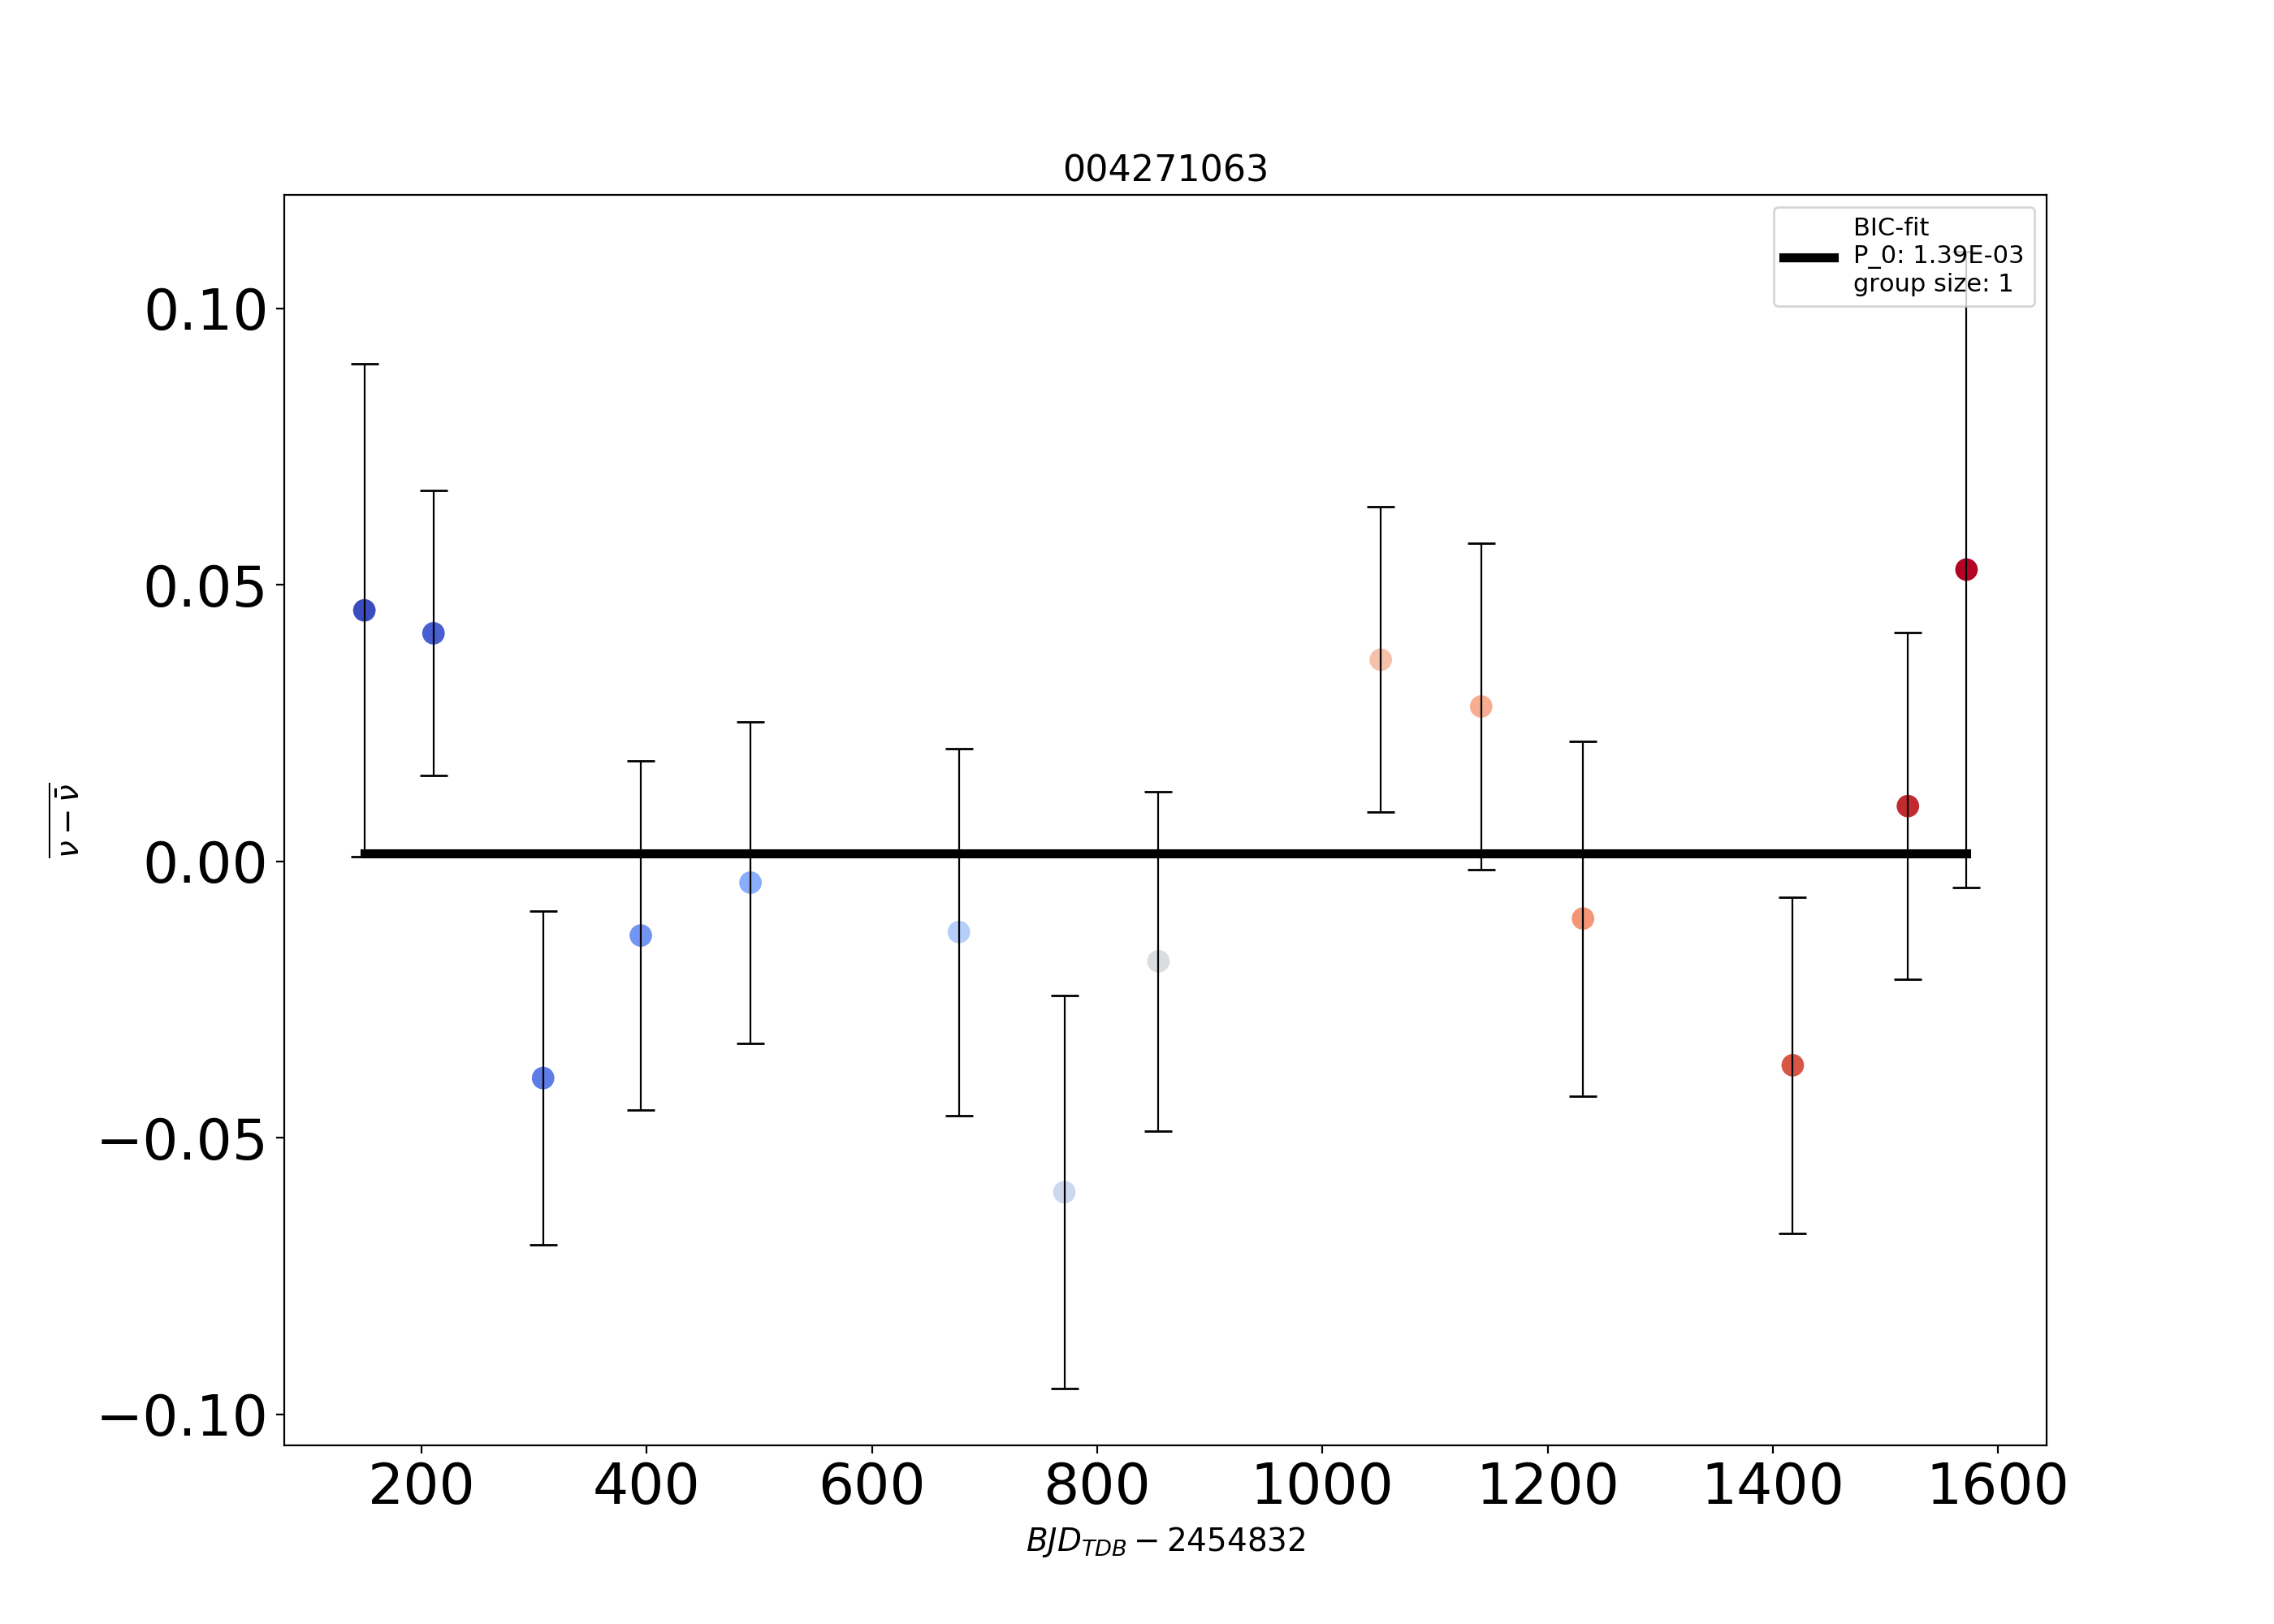 004271063
BIC-fit
P_0: 1.39E-03
group size: 1
0.10
0.05
0.00
−0.05
−0.10
ν − ν̄
200 400 600 800 1000 1200 1400 1600
BJD_TDB − 2454832